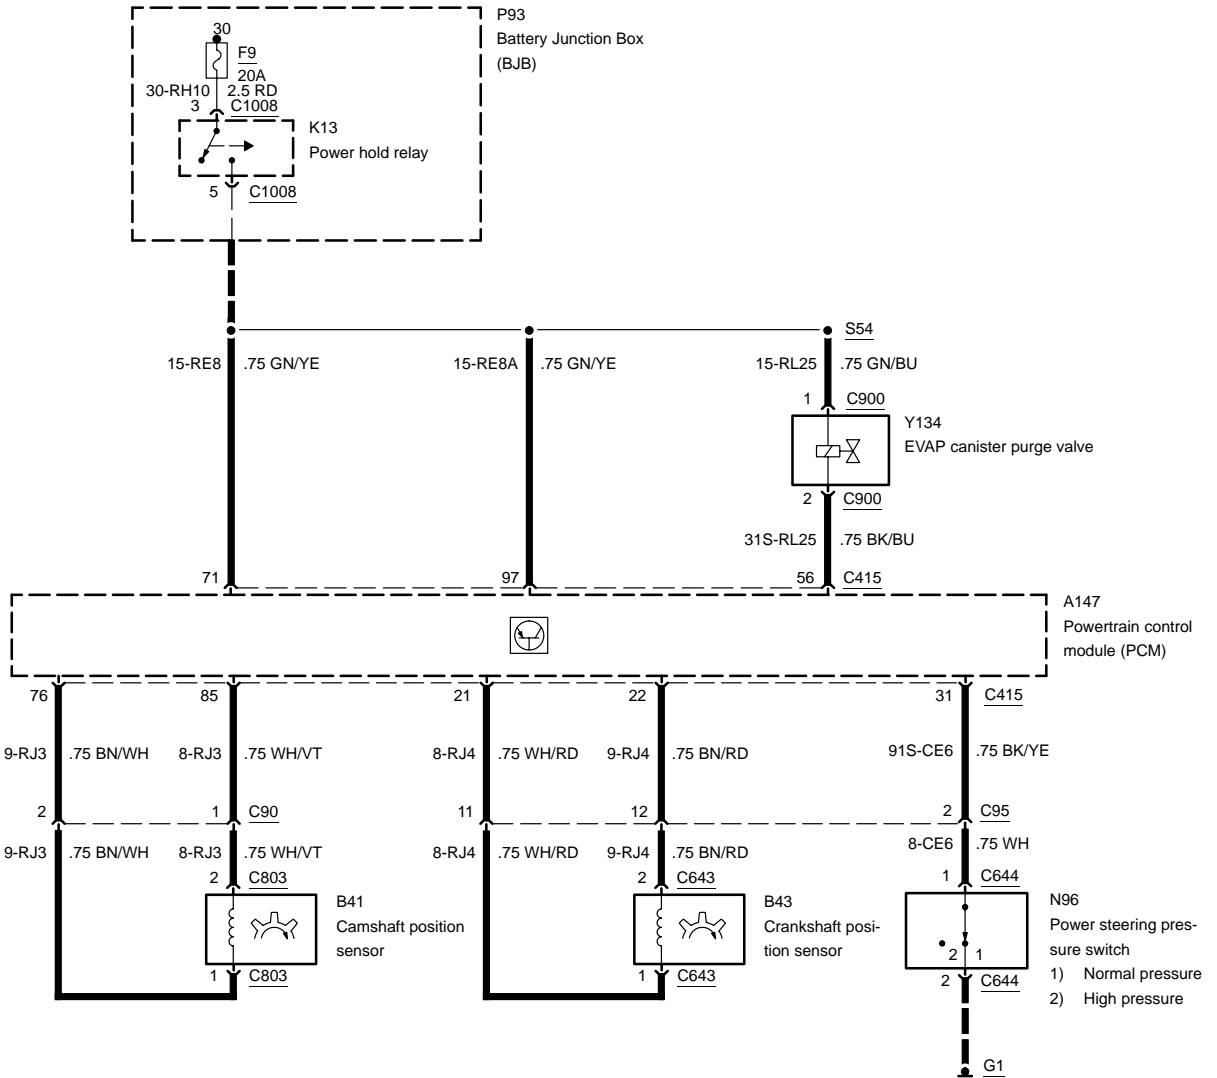 P93
Battery Junction Box
(BJB)
30
F9
20A
30-RH10 2.5 RD
3 C1008
K13
Power hold relay
5 C1008
S54
15-RE8 .75 GN/YE
15-RE8A .75 GN/YE
15-RL25 .75 GN/BU
1 C900
Y134
EVAP canister purge valve
2 C900
31S-RL25 .75 BK/BU
71 97 56 C415
A147
Powertrain control
module (PCM)
76 85 21 22 31 C415
9-RJ3 .75 BN/WH 8-RJ3 .75 WH/VT 8-RJ4 .75 WH/RD 9-RJ4 .75 BN/RD 91S-CE6 .75 BK/YE
2 1 C90 11 12 2 C95
9-RJ3 .75 BN/WH 8-RJ3 .75 WH/VT 8-RJ4 .75 WH/RD 9-RJ4 .75 BN/RD 8-CE6 .75 WH
2 C803 2 C643 1 C644
B41
Camshaft position
sensor
1 C803
B43
Crankshaft posi-
tion sensor
1 C643
N96
Power steering pres-
sure switch
1) Normal pressure
2) High pressure
2 1
2 C644
G1